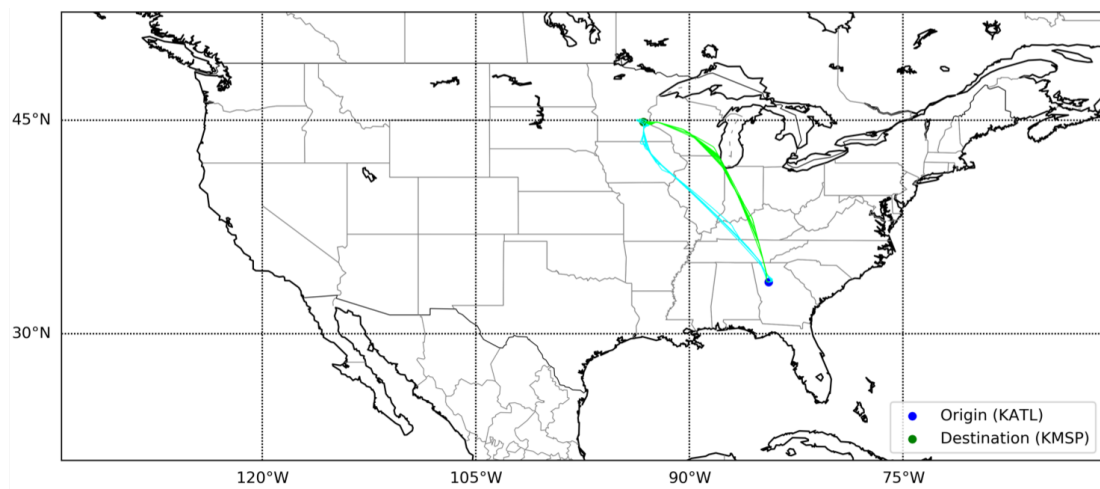 45°N
30°N
Origin (KATL)
Destination (KMSP)
120°W
105°W
90°W
75°W